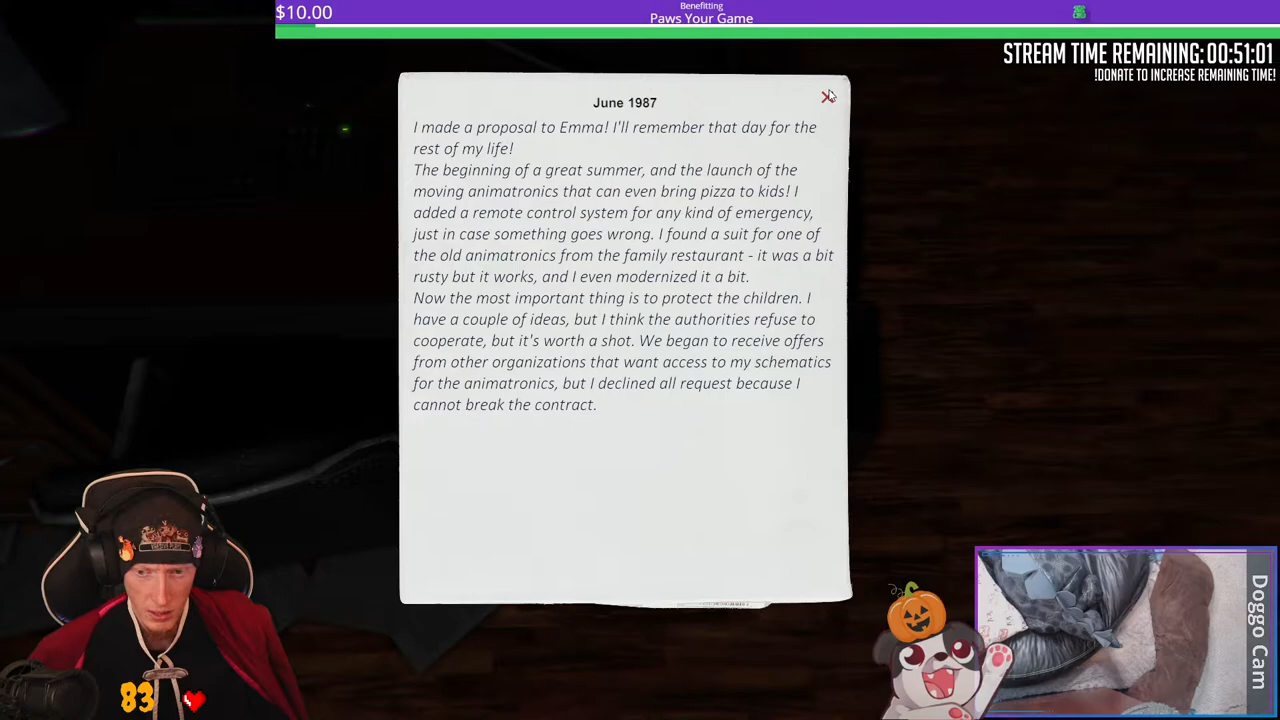 $10.00
Benefitting
Paws Your Game
STREAM TIME REMAINING: 00:51:01
!DONATE TO INCREASE REMAINING TIME!
June 1987
I made a proposal to Emma! I'll remember that day for the
rest of my life!
The beginning of a great summer, and the launch of the
moving animatronics that can even bring pizza to kids! I
added a remote control system for any kind of emergency,
just in case something goes wrong. I found a suit for one of
the old animatronics from the family restaurant - it was a bit
rusty but it works, and I even modernized it a bit.
Now the most important thing is to protect the children. I
have a couple of ideas, but I think the authorities refuse to
cooperate, but it's worth a shot. We began to receive offers
from other organizations that want access to my schematics
for the animatronics, but I declined all request because I
cannot break the contract.
83
Doggo Cam